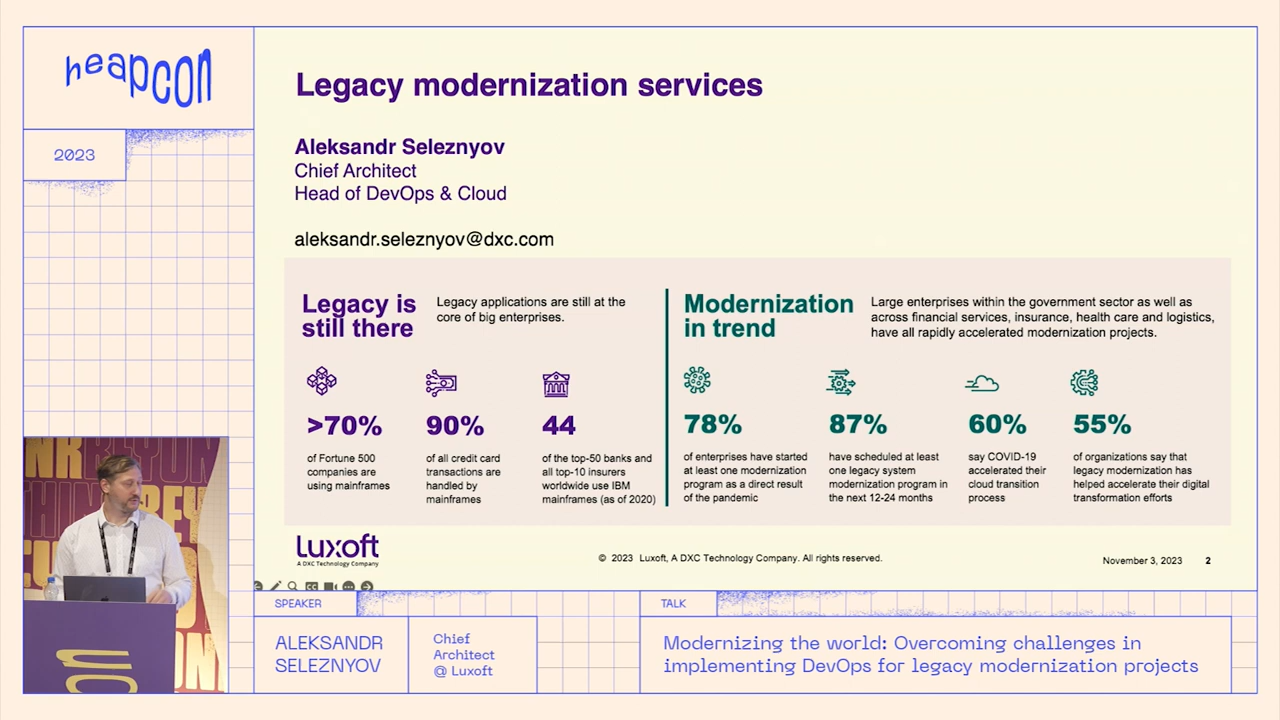 heapcon
2023
Legacy modernization services
Aleksandr Seleznyov
Chief Architect
Head of DevOps & Cloud
aleksandr.seleznyov@dxc.com
Legacy is
still there
Legacy applications are still at the
core of big enterprises.
>70%
of Fortune 500
companies are
using mainframes
90%
of all credit card
transactions are
handled by
mainframes
44
of the top-50 banks and
all top-10 insurers
worldwide use IBM
mainframes (as of 2020)
Modernization
in trend
Large enterprises within the government sector as well as
across financial services, insurance, health care and logistics,
have all rapidly accelerated modernization projects.
78%
of enterprises have started
at least one modernization
program as a direct result
of the pandemic
87%
have scheduled at least
one legacy system
modernization program in
the next 12-24 months
60%
say COVID-19
accelerated their
cloud transition
process
55%
of organizations say that
legacy modernization has
helped accelerate their digital
transformation efforts
Luxoft
A DXC Technology Company
© 2023 Luxoft, A DXC Technology Company. All rights reserved.
November 3, 2023 2
SPEAKER
ALEKSANDR
SELEZNYOV
Chief
Architect
@ Luxoft
TALK
Modernizing the world: Overcoming challenges in
implementing DevOps for legacy modernization projects